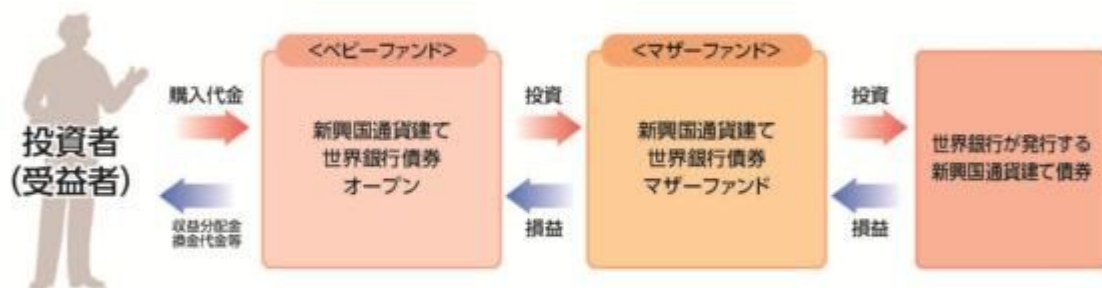 投資者
(受益者)
購入代金
収益分配金
換金代金等
<ベビーファンド>
新興国通貨建て
世界銀行債券
オープン
投資
損益
<マザーファンド>
新興国通貨建て
世界銀行債券
マザーファンド
投資
損益
世界銀行が発行する
新興国通貨建て債券